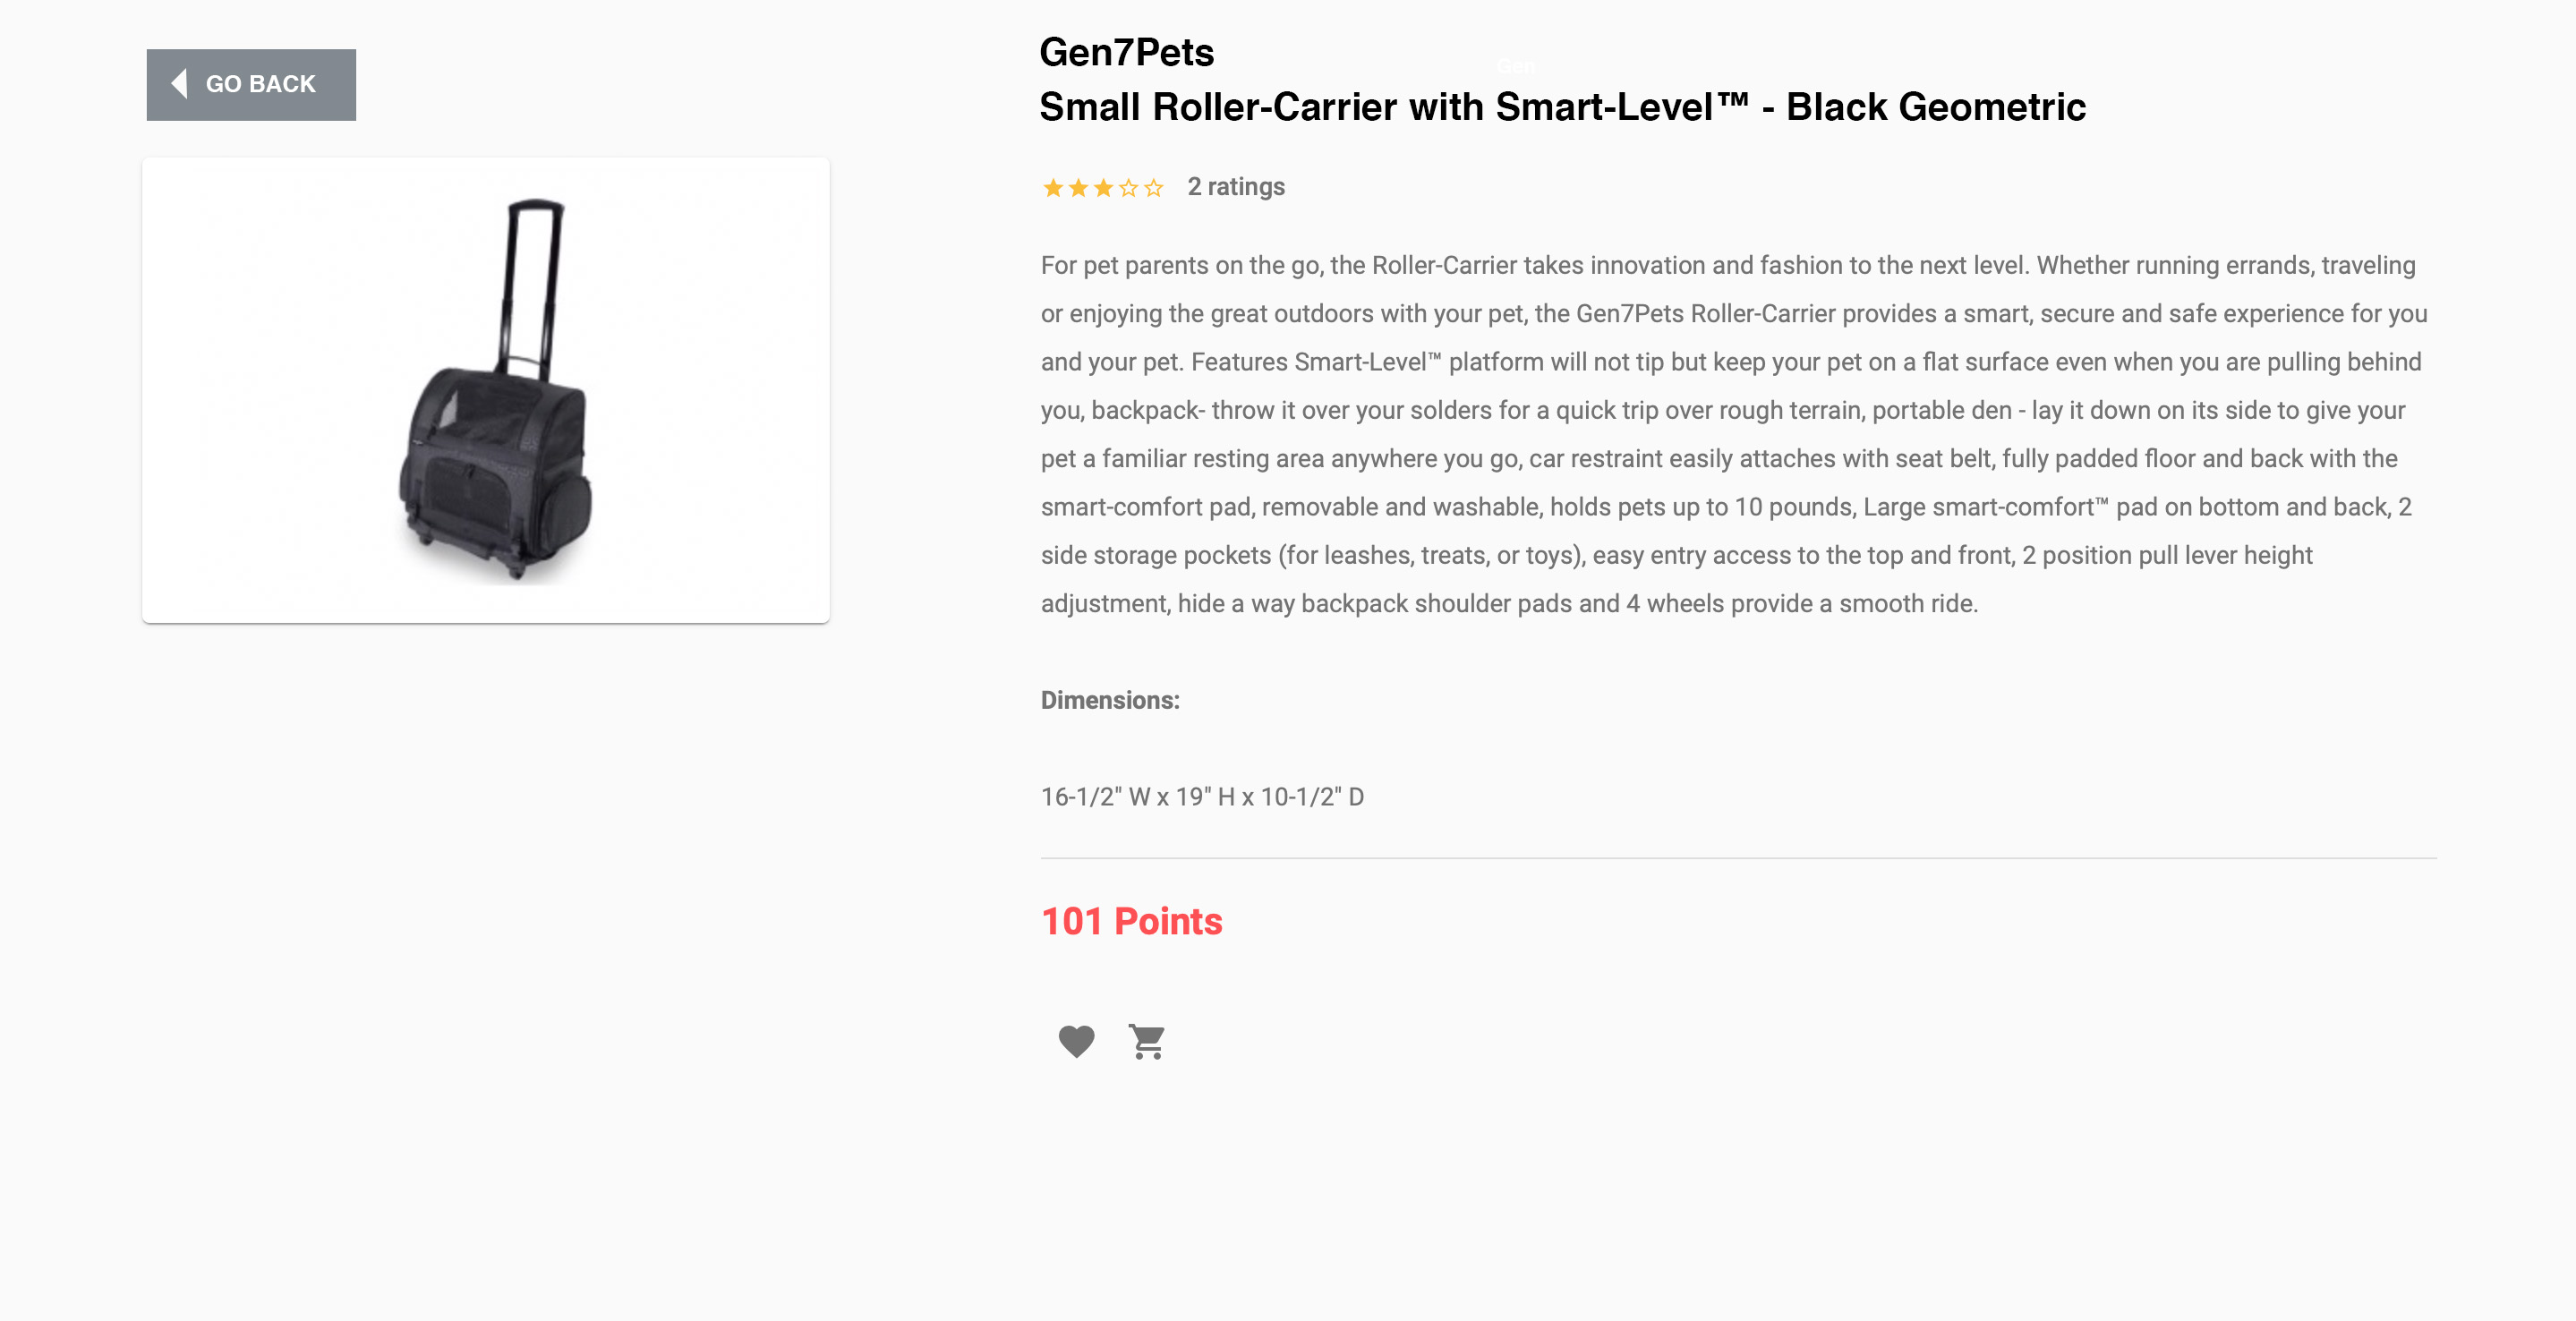 GO BACK
Gen7Pets
Gen
Small Roller-Carrier with Smart-Level™ - Black Geometric
2 ratings
For pet parents on the go, the Roller-Carrier takes innovation and fashion to the next level. Whether running errands, traveling
or enjoying the great outdoors with your pet, the Gen7Pets Roller-Carrier provides a smart, secure and safe experience for you
and your pet. Features Smart-Level™ platform will not tip but keep your pet on a flat surface even when you are pulling behind
you, backpack- throw it over your solders for a quick trip over rough terrain, portable den - lay it down on its side to give your
pet a familiar resting area anywhere you go, car restraint easily attaches with seat belt, fully padded floor and back with the
smart-comfort pad, removable and washable, holds pets up to 10 pounds, Large smart-comfort™ pad on bottom and back, 2
side storage pockets (for leashes, treats, or toys), easy entry access to the top and front, 2 position pull lever height
adjustment, hide a way backpack shoulder pads and 4 wheels provide a smooth ride.
Dimensions:
16-1/2" W x 19" H x 10-1/2" D
101 Points